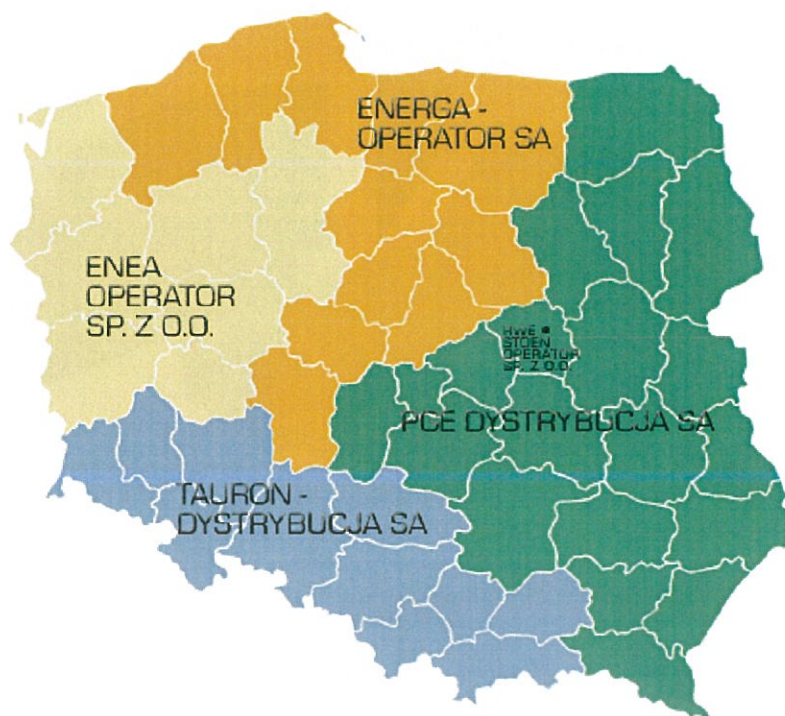 ENERGA -
OPERATOR SA
ENEA
OPERATOR
SP. Z O.O.
RWE
STOEN
OPERATOR
SP. Z O.O.
PGE DYSTRYBUCJA SA
TAURON -
DYSTRYBUCJA SA